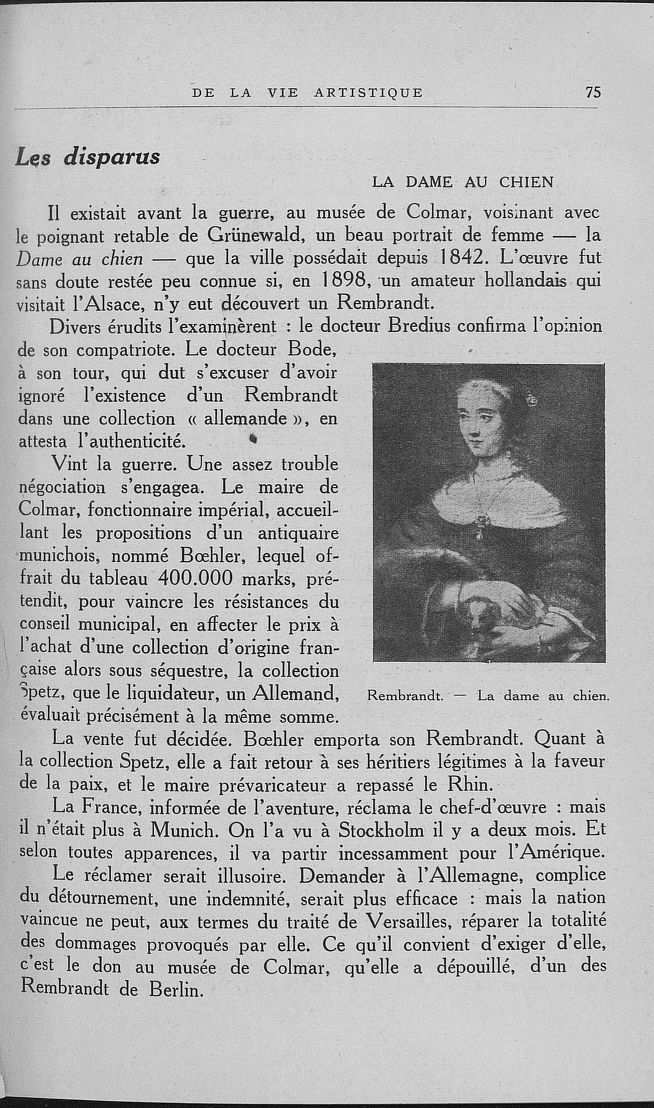 DE LA VIE ARTISTIQUE 75
Les disparus
LA DAME AU CHIEN
Il existait avant la guerre, au musée de Colmar, voisinant avec
le poignant retable de Grünewald, un beau portrait de femme — la
Dame au chien — que la ville possédait depuis 1842. L'œuvre fut
sans doute restée peu connue si, en 1898, un amateur hollandais qui
visitait l'Alsace, n'y eut découvert un Rembrandt.
Divers érudits l'examinèrent : le docteur Bredius confirma l'opinion
de son compatriote. Le docteur Bode,
à son tour, qui dut s'excuser d'avoir
ignoré l'existence d'un Rembrandt
dans une collection « allemande », en
attesta l'authenticité.
Vint la guerre. Une assez trouble
négociation s'engagea. Le maire de
Colmar, fonctionnaire impérial, accueil-
lant les propositions d'un antiquaire
munichois, nommé Bœhler, lequel of-
frait du tableau 400.000 marks, pré-
tendit, pour vaincre les résistances du
conseil municipal, en affecter le prix à
l'achat d'une collection d'origine fran-
çaise alors sous séquestre, la collection
Spetz, que le liquidateur, un Allemand,
évaluait précisément à la même somme.
Rembrandt. — La dame au chien.
La vente fut décidée. Bœhler emporta son Rembrandt. Quant à
la collection Spetz, elle a fait retour à ses héritiers légitimes à la faveur
de la paix, et le maire prévaricateur a repassé le Rhin.
La France, informée de l'aventure, réclama le chef-d'œuvre : mais
il n'était plus à Munich. On l'a vu à Stockholm il y a deux mois. Et
selon toutes apparences, il va partir incessamment pour l'Amérique.
Le réclamer serait illusoire. Demander à l'Allemagne, complice
du détournement, une indemnité, serait plus efficace : mais la nation
vaincue ne peut, aux termes du traité de Versailles, réparer la totalité
des dommages provoqués par elle. Ce qu'il convient d'exiger d'elle,
c'est le don au musée de Colmar, qu'elle a dépouillé, d'un des
Rembrandt de Berlin.